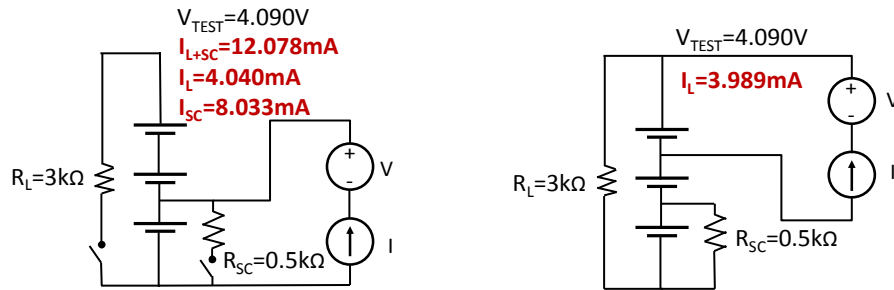 V_TEST=4.090V
I_L+SC=12.078mA
I_L=4.040mA
I_SC=8.033mA
+
-
V
R_L=3kΩ
R_SC=0.5kΩ
I
V_TEST=4.090V
I_L=3.989mA
+
-
V
I
R_L=3kΩ
R_SC=0.5kΩ